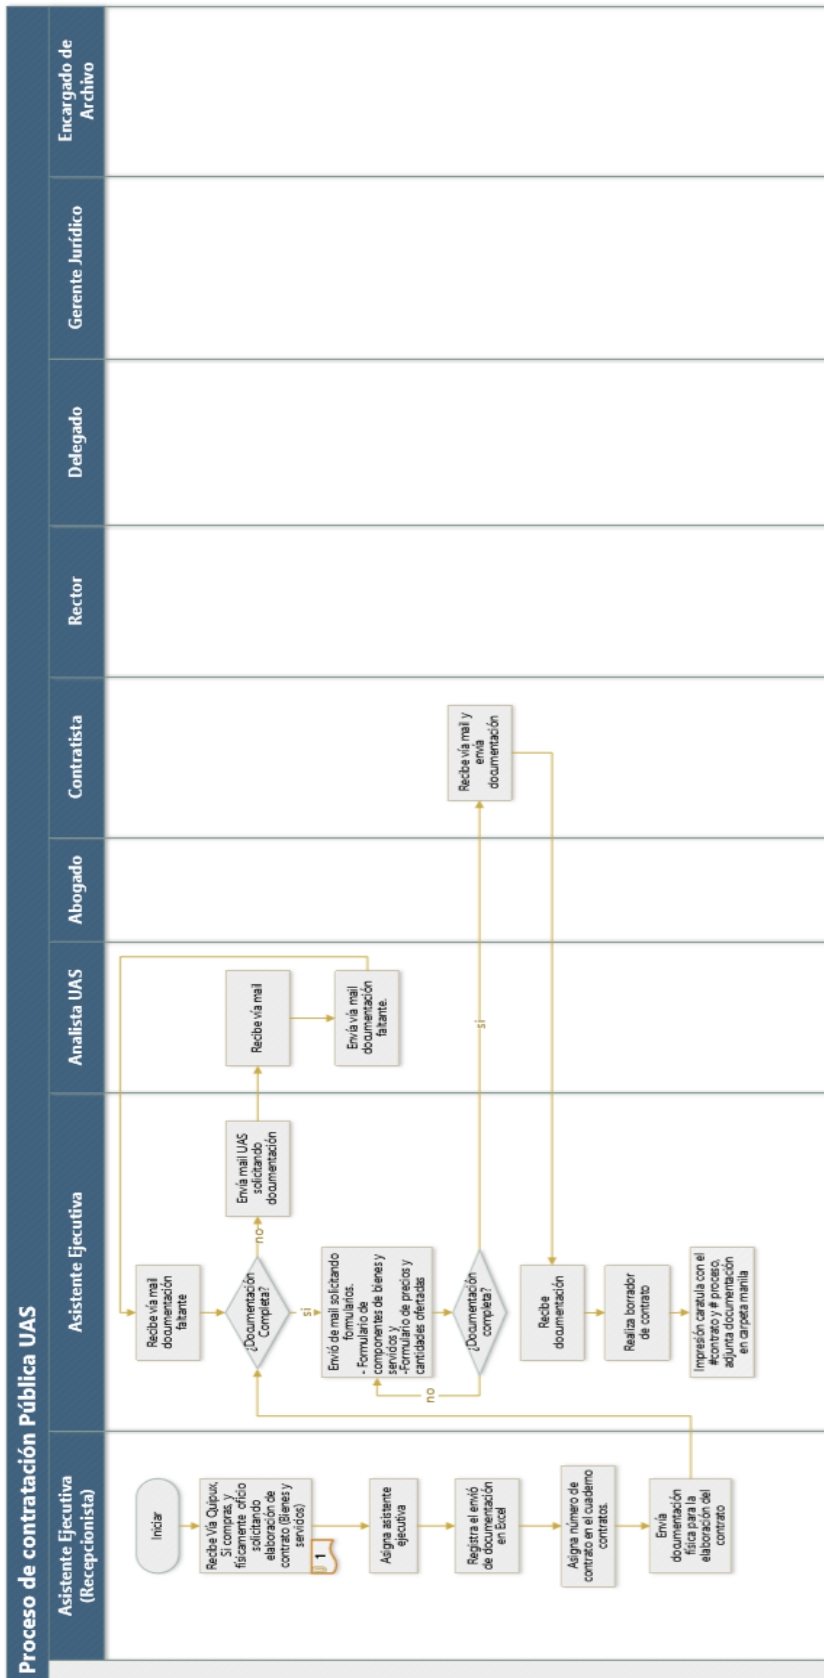 Proceso de contratación Pública UAS
Asistente Ejecutiva
(Recepcionista)
Asistente Ejecutiva
Analista UAS
Abogado
Contratista
Rector
Delegado
Gerente Jurídico
Encargado de
Archivo
Iniciar
Recibe Vía Quipux,
Si compras, y
físicamente oficio
solicitando
elaboración de
contrato (Bienes y
servidos)
1
Asigna asistente
ejecutiva
Registra el envió
de documentación
en Excel
Asigna número de
contrato en el cuaderno
contratos.
Envía
documentación
física para la
elaboración del
contrato
Recibe vía mail
documentación
faltante
¿Documentación
Completa?
no
si
Envía mail UAS
solicitando
documentación
Recibe vía mail
Envía vía mail
documentación
faltante.
Envió de mail solicitando
formularios.
- Formulario de
componentes de bienes y
servidos y
-Formulario de precios y
cantidades ofertadas
¿Documentación
completa?
no
si
Recibe vía mail y
envía
documentación
Recibe
documentación
Realiza borrador
de contrato
Impresión caratula con el
#contrato y # proceso,
adjunta documentación
en carpeta manila